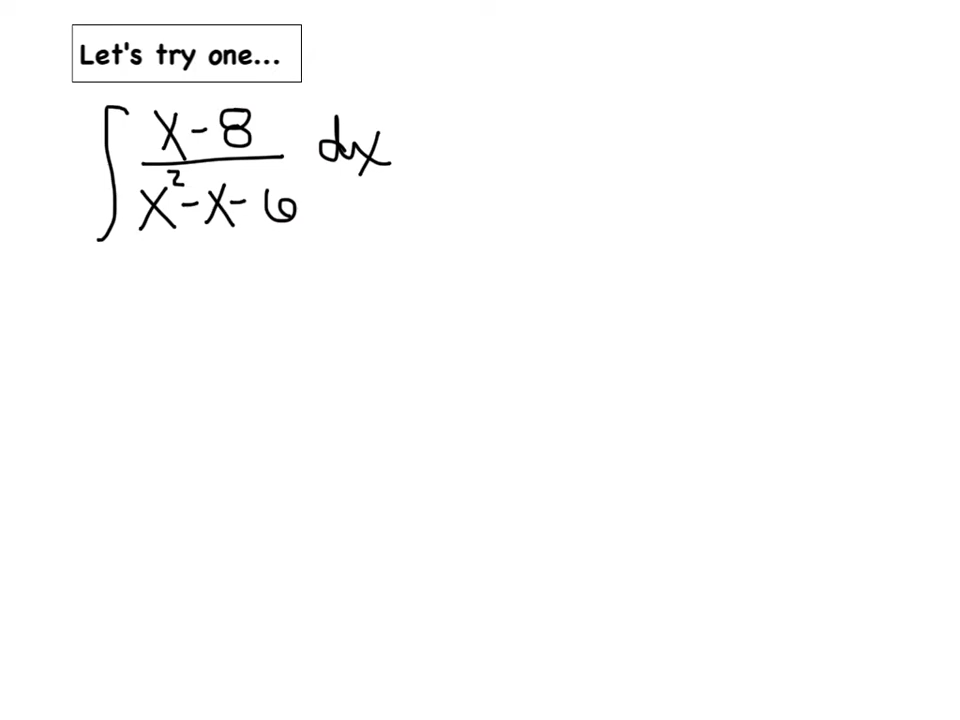 Let's try one...
∫ (x - 8)/(x² - x - 6) dx